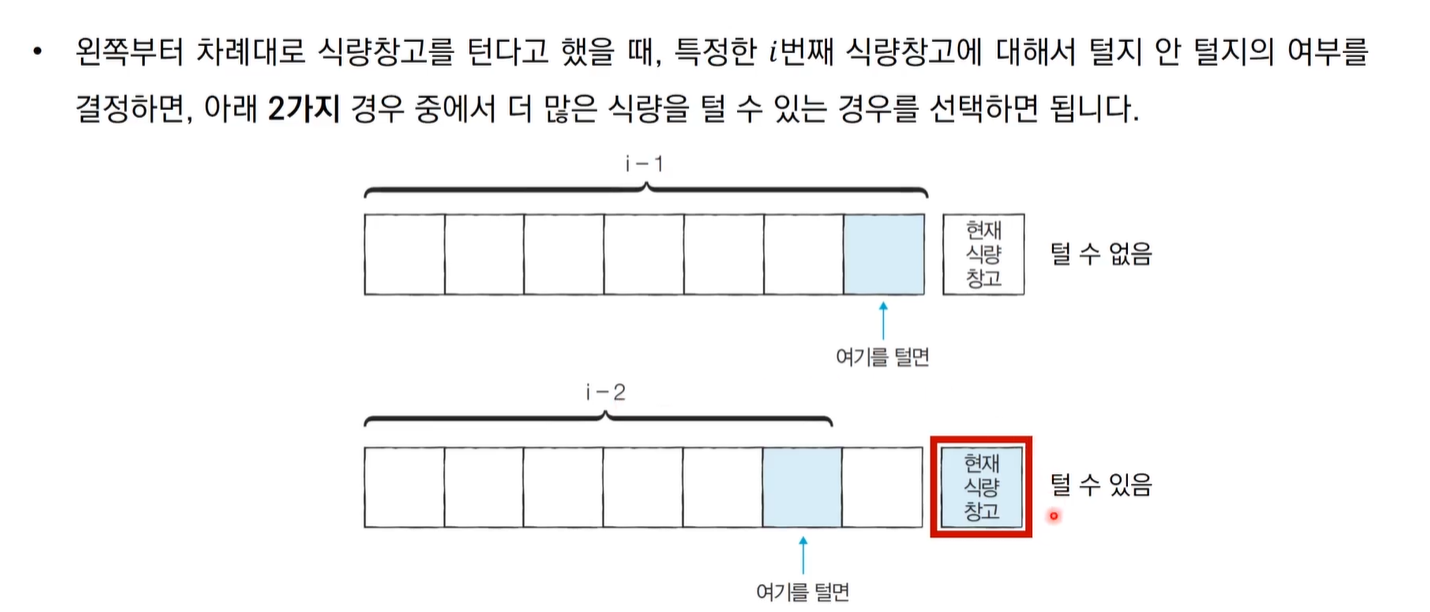 • 왼쪽부터 차례대로 식량창고를 턴다고 했을 때, 특정한 i번째 식량창고에 대해서 털지 안 털지의 여부를
결정하면, 아래 2가지 경우 중에서 더 많은 식량을 털 수 있는 경우를 선택하면 됩니다.
i – 1
현재
식량
창고
털 수 없음
여기를 털면
i – 2
현재
식량
창고
털 수 있음
여기를 털면